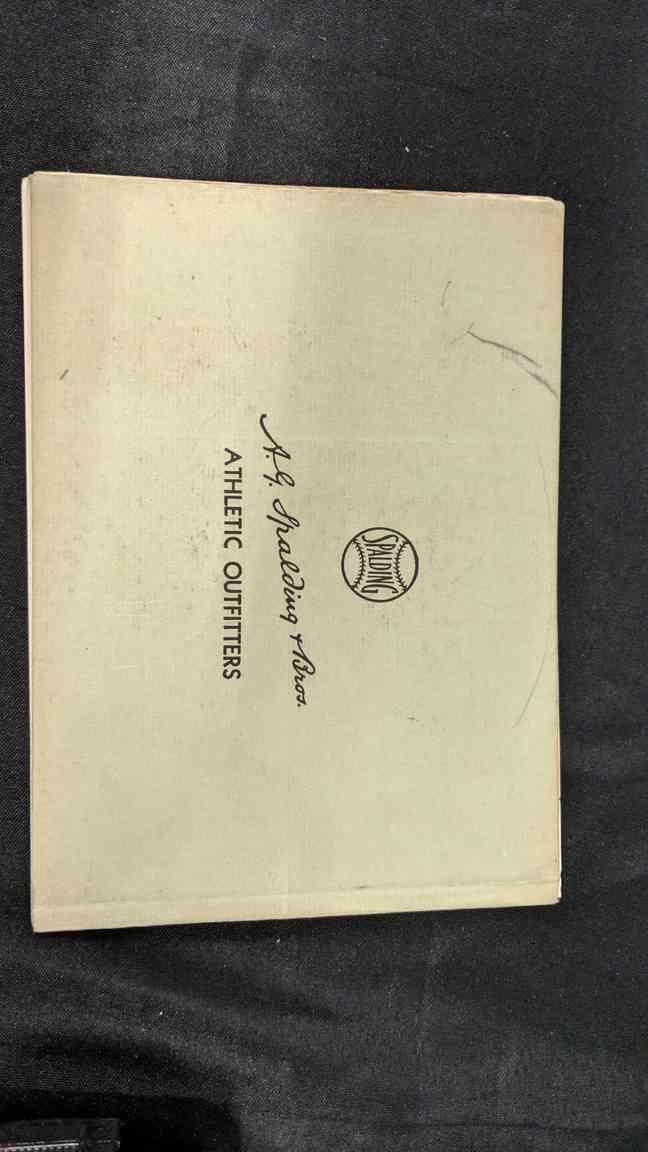 SPALDING
A. G. Spalding & Bros.
ATHLETIC OUTFITTERS